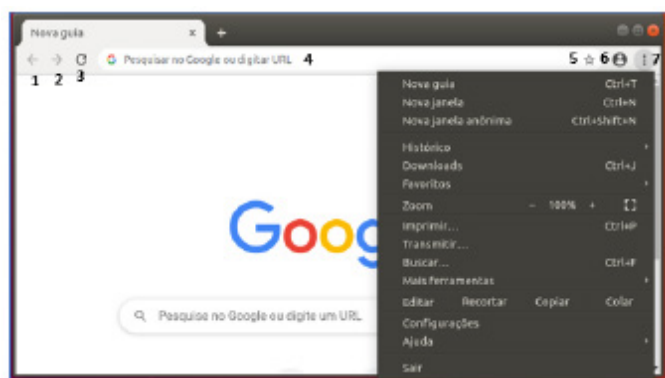 Nova guia x +
Pesquisar no Google ou digitar URL 4 5 6 7
1 2 3
Nova guia Ctrl+T
Nova janela Ctrl+N
Nova janela anônima Ctrl+Shift+N
Histórico
Downloads Ctrl+J
Favoritos
Zoom - 100% +
Imprimir... Ctrl+P
Transmitir...
Buscar... Ctrl+F
Mais ferramentas
Editar Recortar Copiar Colar
Configurações
Ajuda
Sair
Goog
Pesquise no Google ou digite um URL